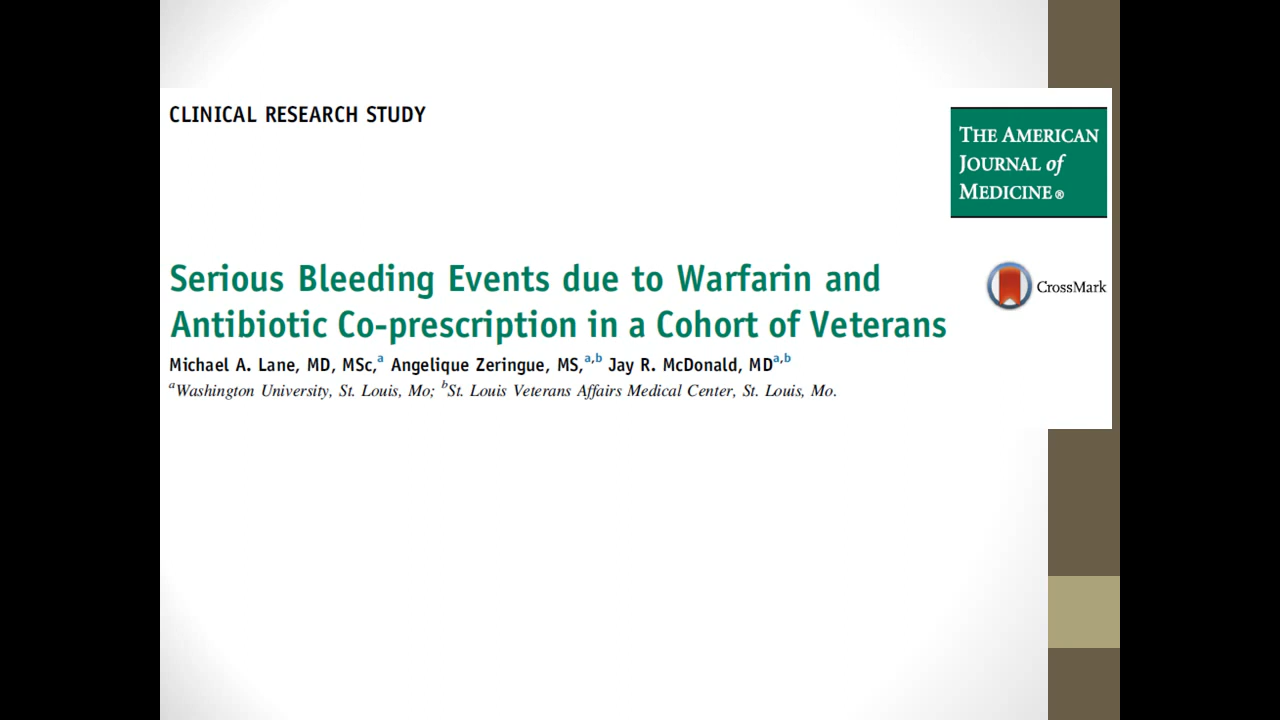 CLINICAL RESEARCH STUDY
THE AMERICAN
JOURNAL of
MEDICINE®
Serious Bleeding Events due to Warfarin and
Antibiotic Co-prescription in a Cohort of Veterans
CrossMark
Michael A. Lane, MD, MSc,a Angelique Zeringue, MS,a,b Jay R. McDonald, MDa,b
aWashington University, St. Louis, Mo; bSt. Louis Veterans Affairs Medical Center, St. Louis, Mo.